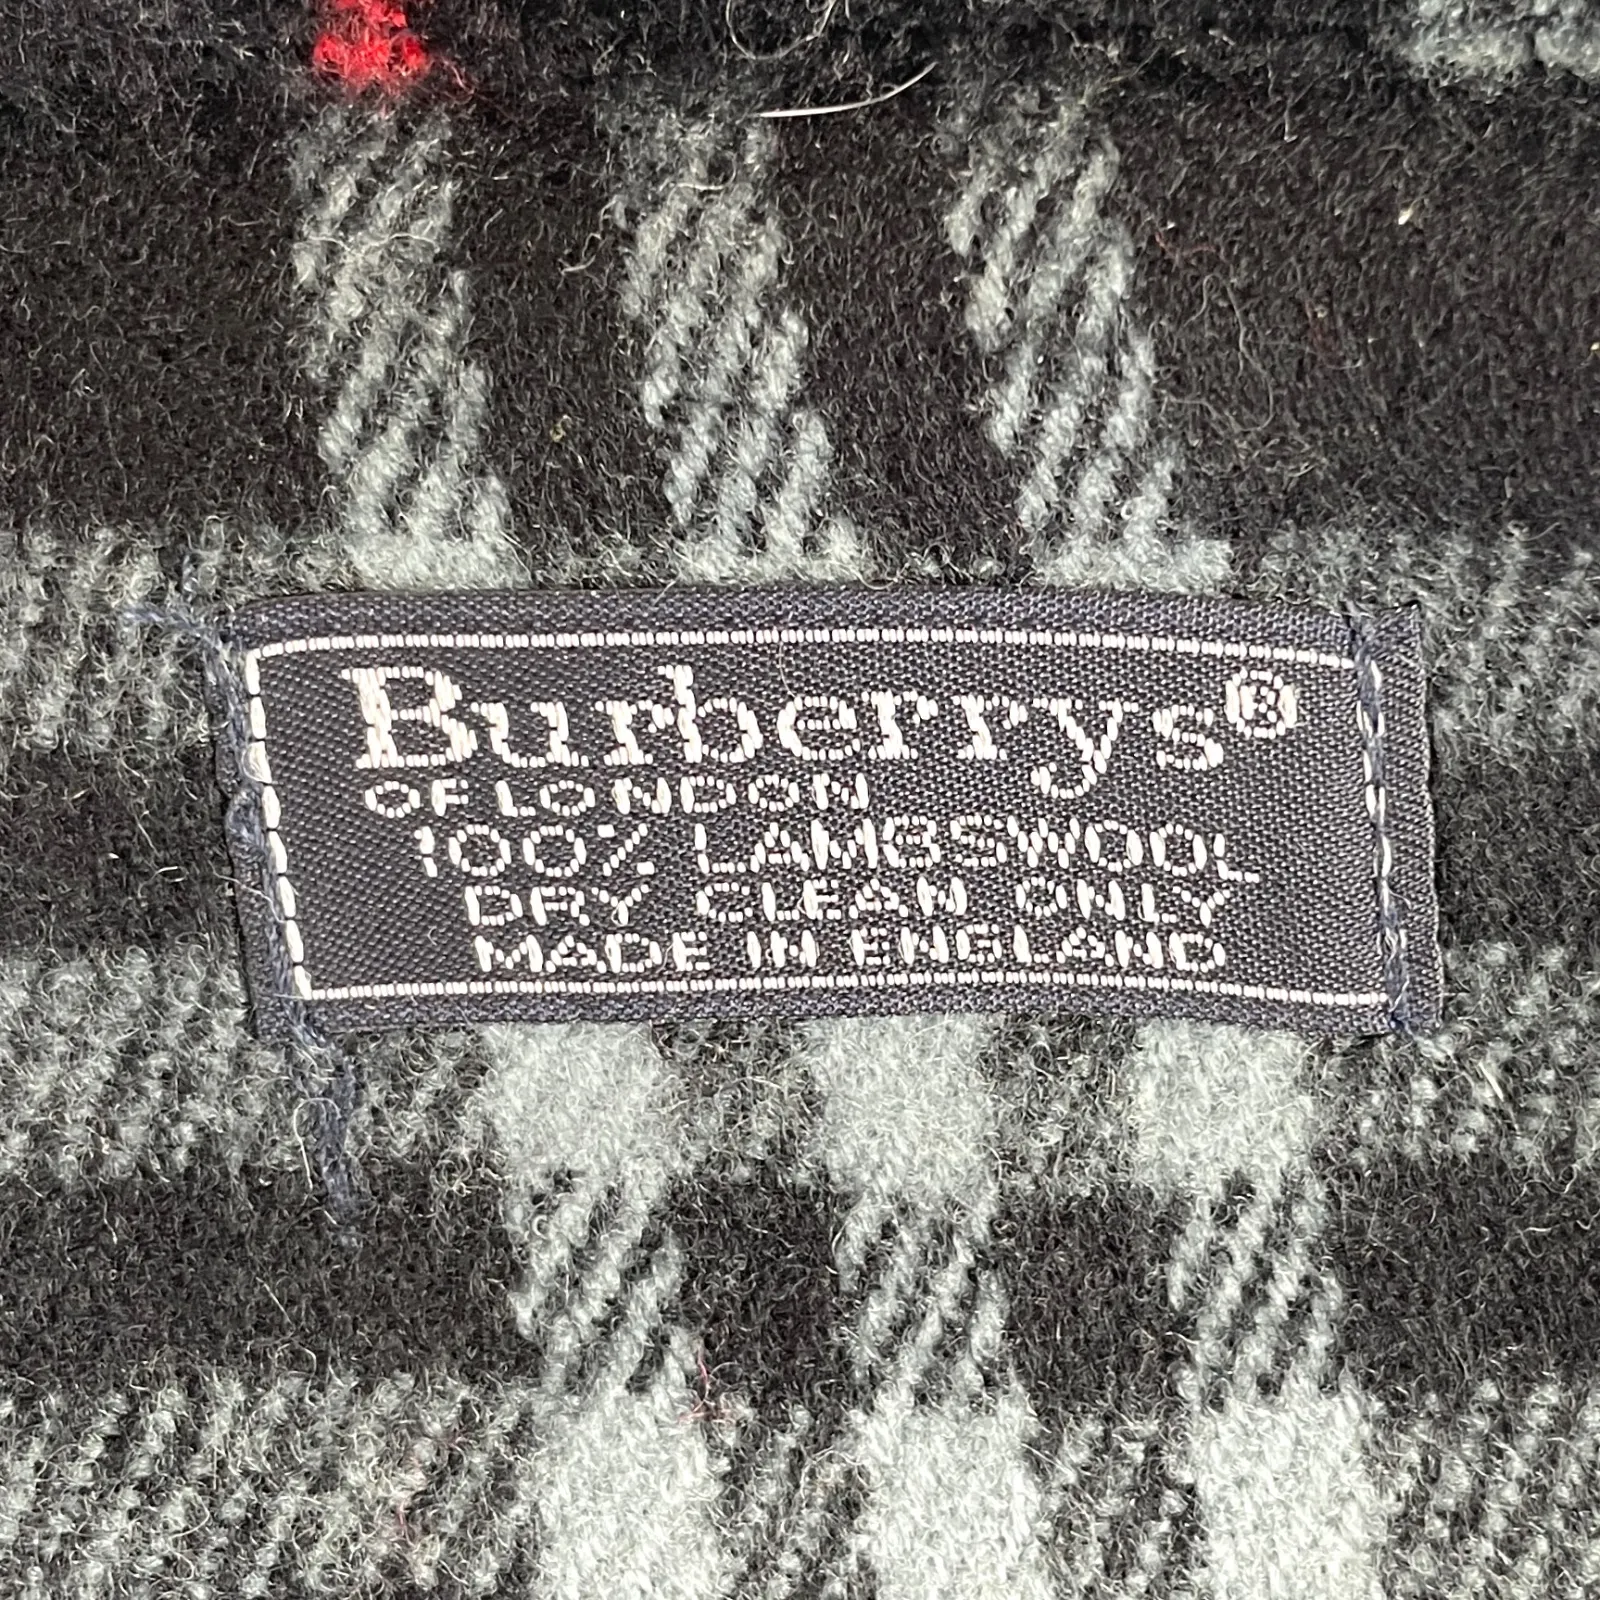 Burberrys®
OF LONDON
100% LAMBSWOOL
DRY CLEAN ONLY
MADE IN ENGLAND